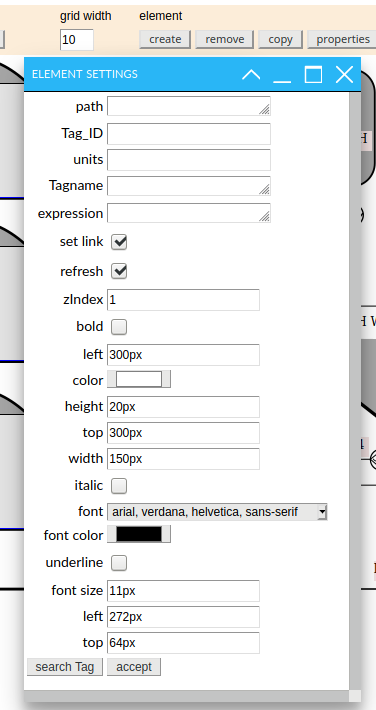 grid width element
10 create remove copy properties
ELEMENT SETTINGS
path
Tag_ID
units
Tagname
expression
set link
refresh
zIndex 1
bold
left 300px
color
height 20px
top 300px
width 150px
italic
font arial, verdana, helvetica, sans-serif
font color
underline
font size 11px
left 272px
top 64px
search Tag accept